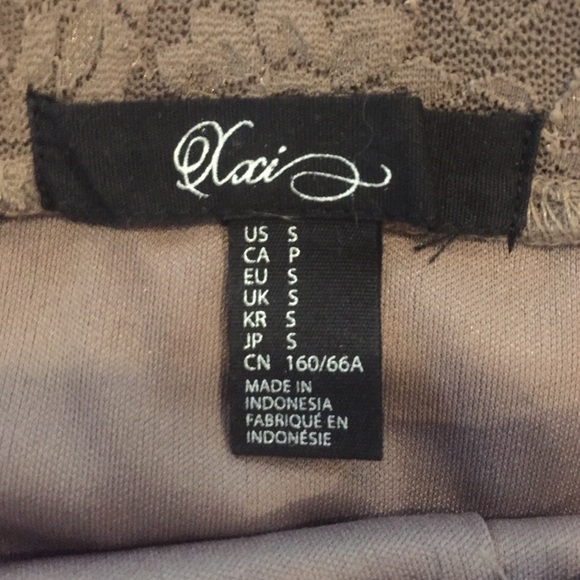 Xxi
US S
CA P
EU S
UK S
KR S
JP S
CN 160/66A
MADE IN
INDONESIA
FABRIQUÉ EN
INDONÉSIE